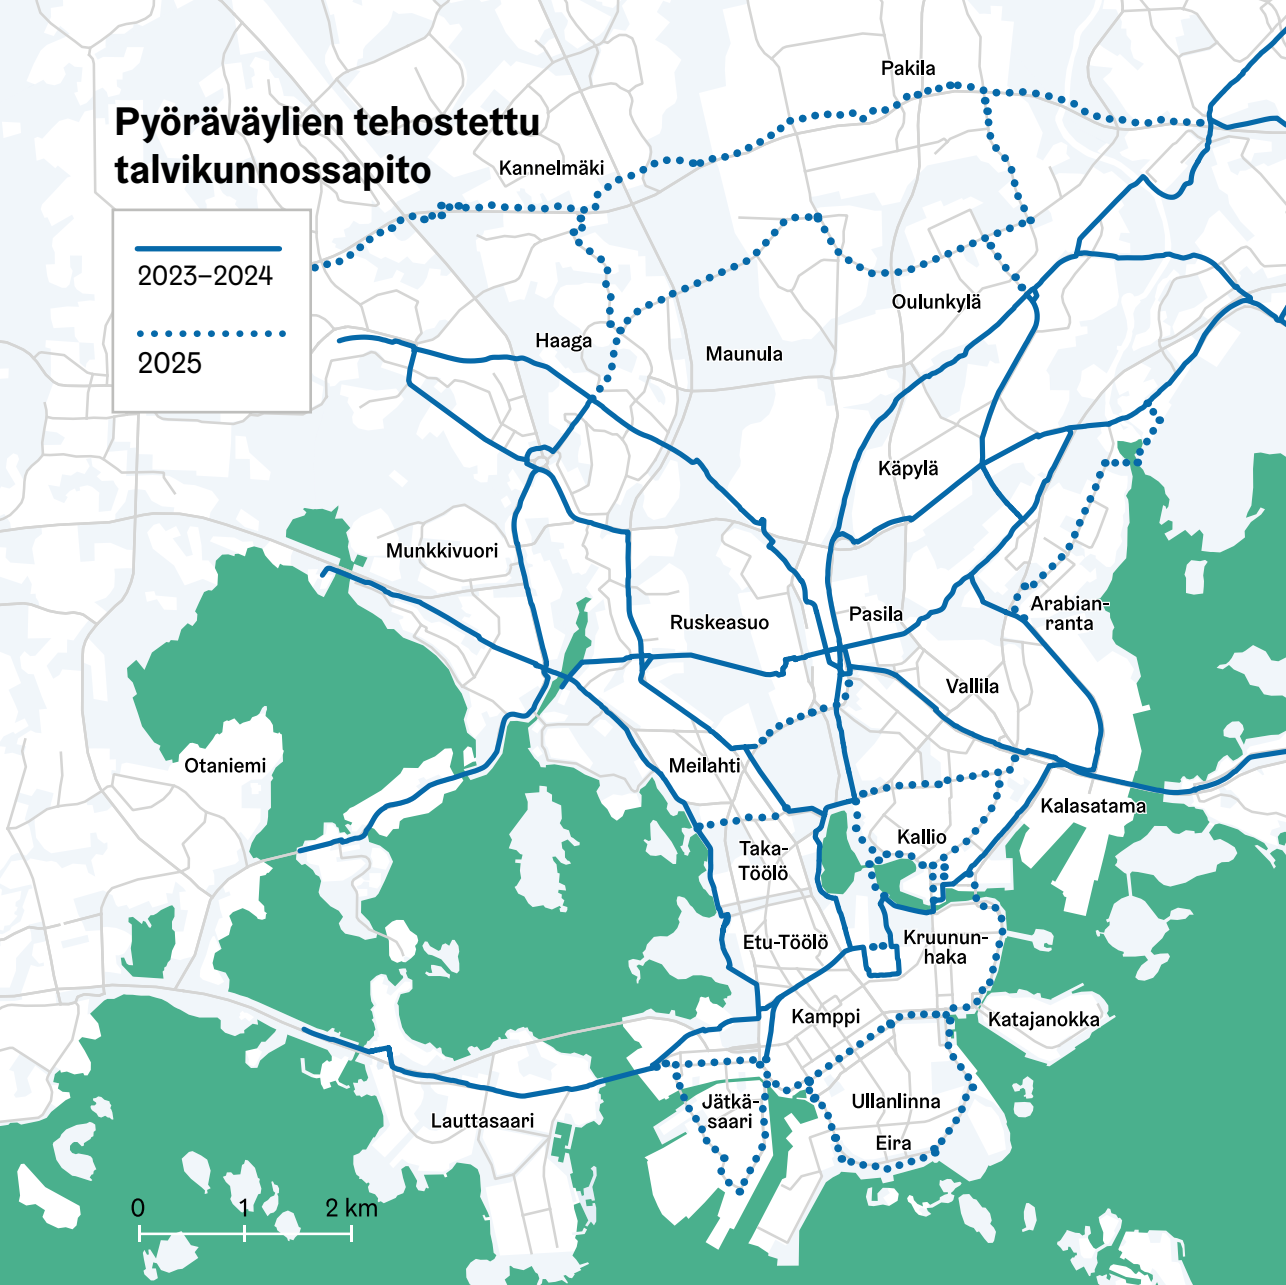 Pakila
Pyöräväylien tehostettu
talvikunnossapito
Kannelmäki
2023–2024
2025
Oulunkylä
Haaga
Maunula
Käpylä
Munkkivuori
Arabian-
ranta
Pasila
Ruskeasuo
Vallila
Otaniemi
Meilahti
Kalasatama
Kallio
Taka-
Töölö
Etu-Töölö
Kruunun-
haka
Kamppi
Katajanokka
Jätkä-
saari
Ullanlinna
Lauttasaari
Eira
0 1 2 km